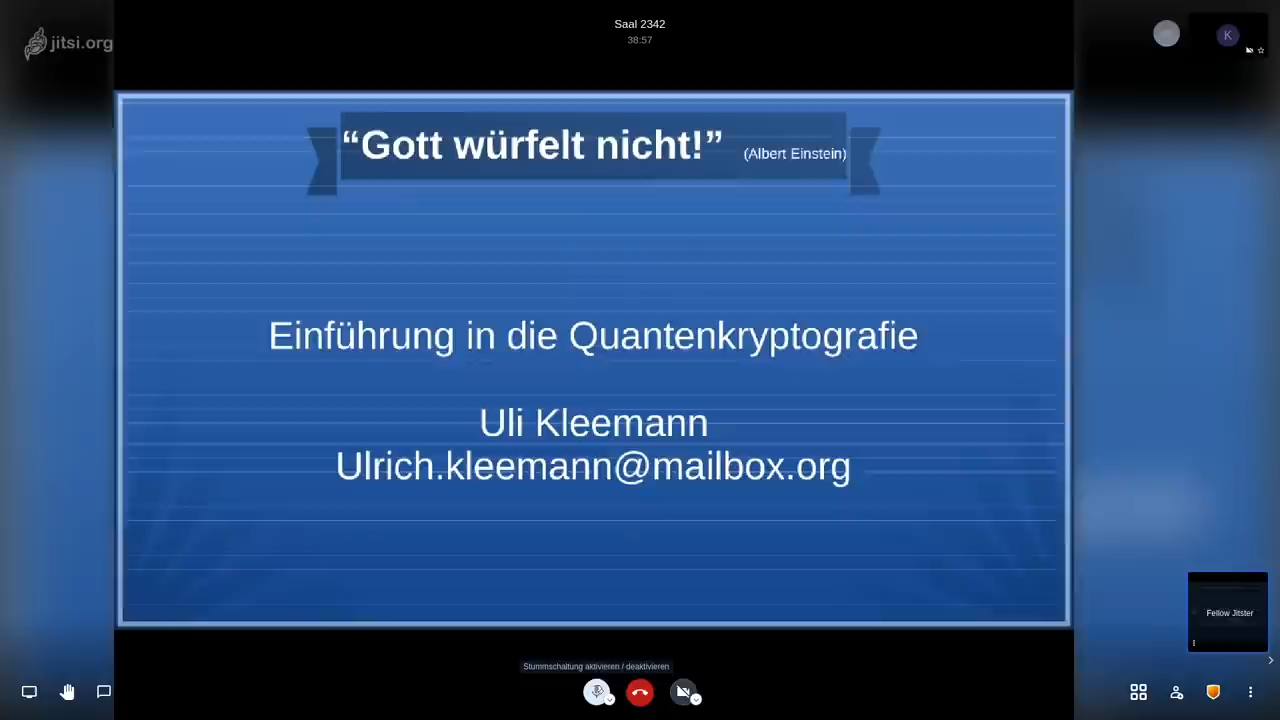 jitsi.org
Saal 2342
38:57
K
“Gott würfelt nicht!” (Albert Einstein)
Einführung in die Quantenkryptografie
Uli Kleemann
Ulrich.kleemann@mailbox.org
Fellow Jitster
Stummschaltung aktivieren / deaktivieren